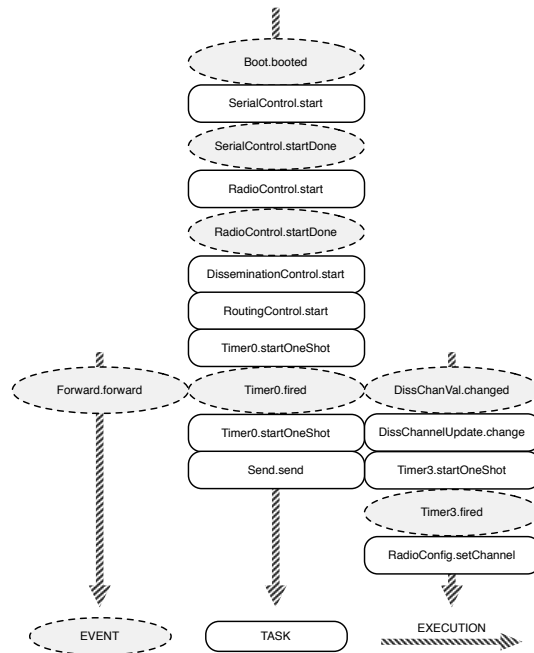 Boot.booted
SerialControl.start
SerialControl.startDone
RadioControl.start
RadioControl.startDone
DisseminationControl.start
RoutingControl.start
Timer0.startOneShot
Forward.forward
Timer0.fired
DissChanVal.changed
Timer0.startOneShot
DissChannelUpdate.change
Send.send
Timer3.startOneShot
Timer3.fired
RadioConfig.setChannel
EVENT
TASK
EXECUTION